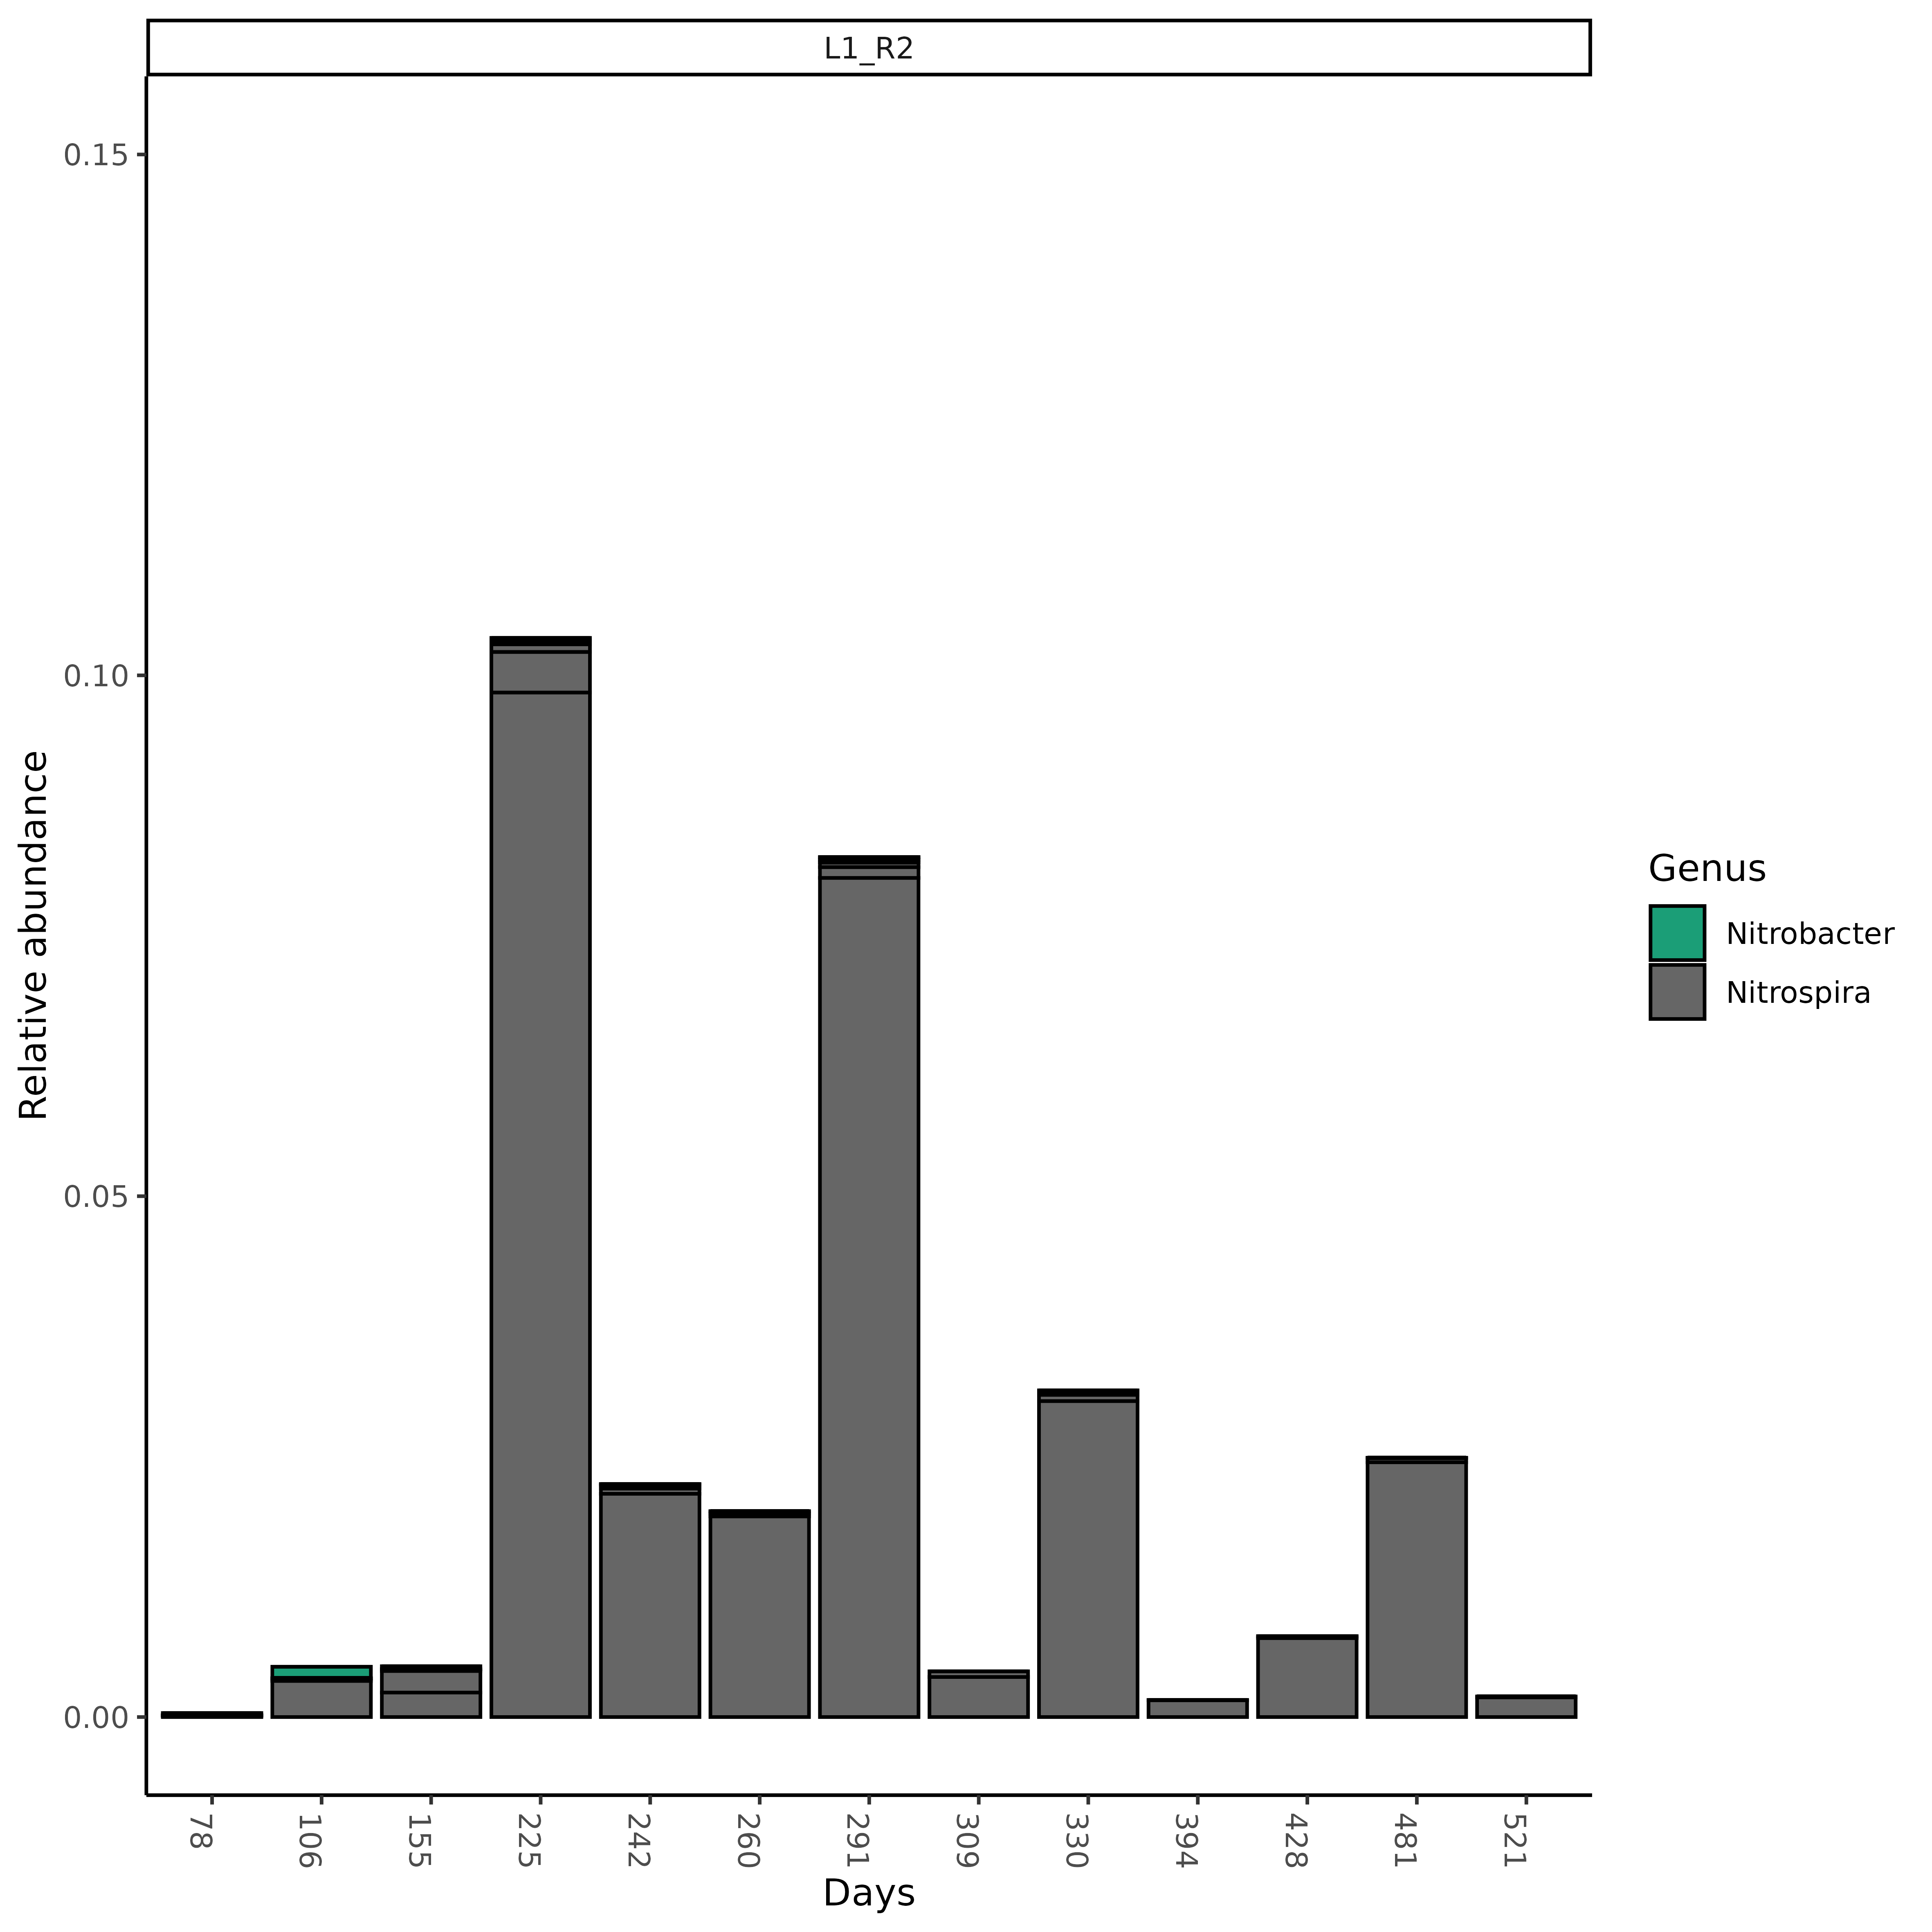 L1_R2
0.15
0.10
0.05
0.00
Relative abundance
78
106
155
225
242
260
291
309
330
394
428
481
521
Days
Genus
Nitrobacter
Nitrospira